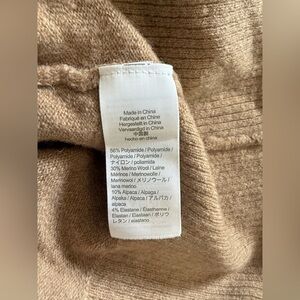 Made in China
Fabriqué en Chine
Hergestellt in China
Vervaardigd in China
中国製
hecho en china
56% Polyamide / Polyamide /
Polyamid / Polyamide /
ナイロン / poliamida
30% Merino Wool / Laine
Mérinos / Merinowolle /
Merinowol / メリノウール /
lana merino
10% Alpaca / Alpaga /
Alpaka / Alpaca / アルパカ /
alpaca
4% Elastane / Élasthanne /
Elastan / Elastaan / ポリウ
レタン / elastano